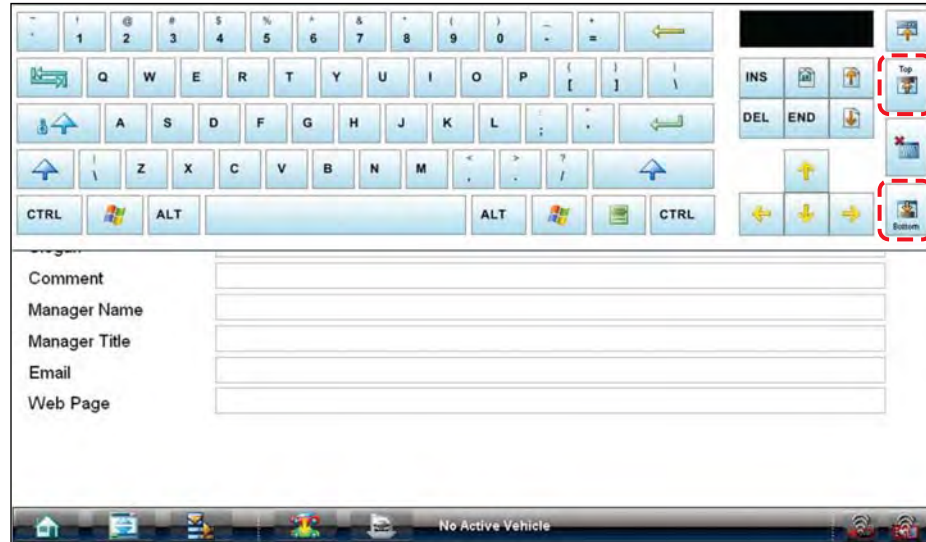 ~ ! @ # $ % ^ & * ( ) _ +
` 1 2 3 4 5 6 7 8 9 0 - =
Q W E R T Y U I O P { [ } ] | \ INS Top
A S D F G H J K L : ; " ' DEL END
| \ Z X C V B N M < , > . ? /
CTRL ALT ALT CTRL Bottom
Slogan
Comment
Manager Name
Manager Title
Email
Web Page
No Active Vehicle